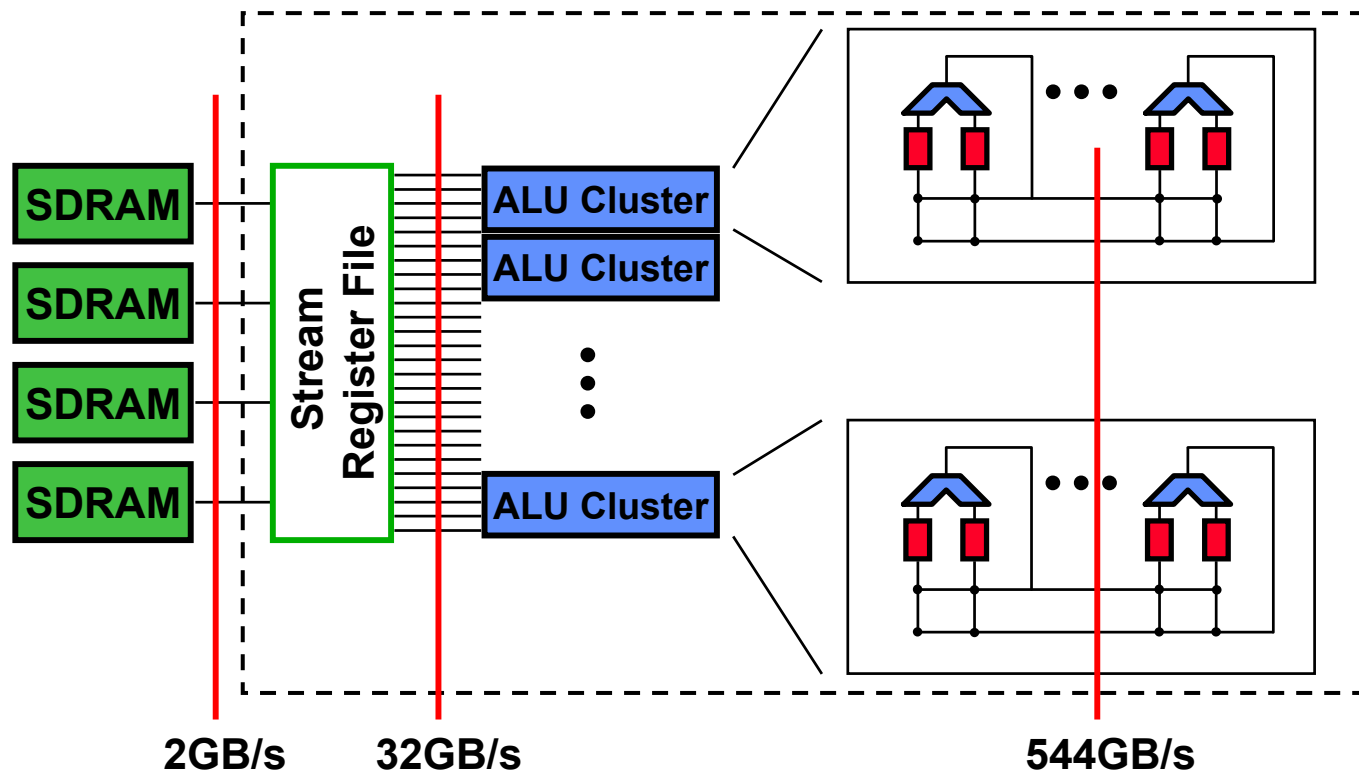 SDRAM
SDRAM
SDRAM
SDRAM
Stream
Register File
ALU Cluster
ALU Cluster
ALU Cluster
2GB/s
32GB/s
544GB/s